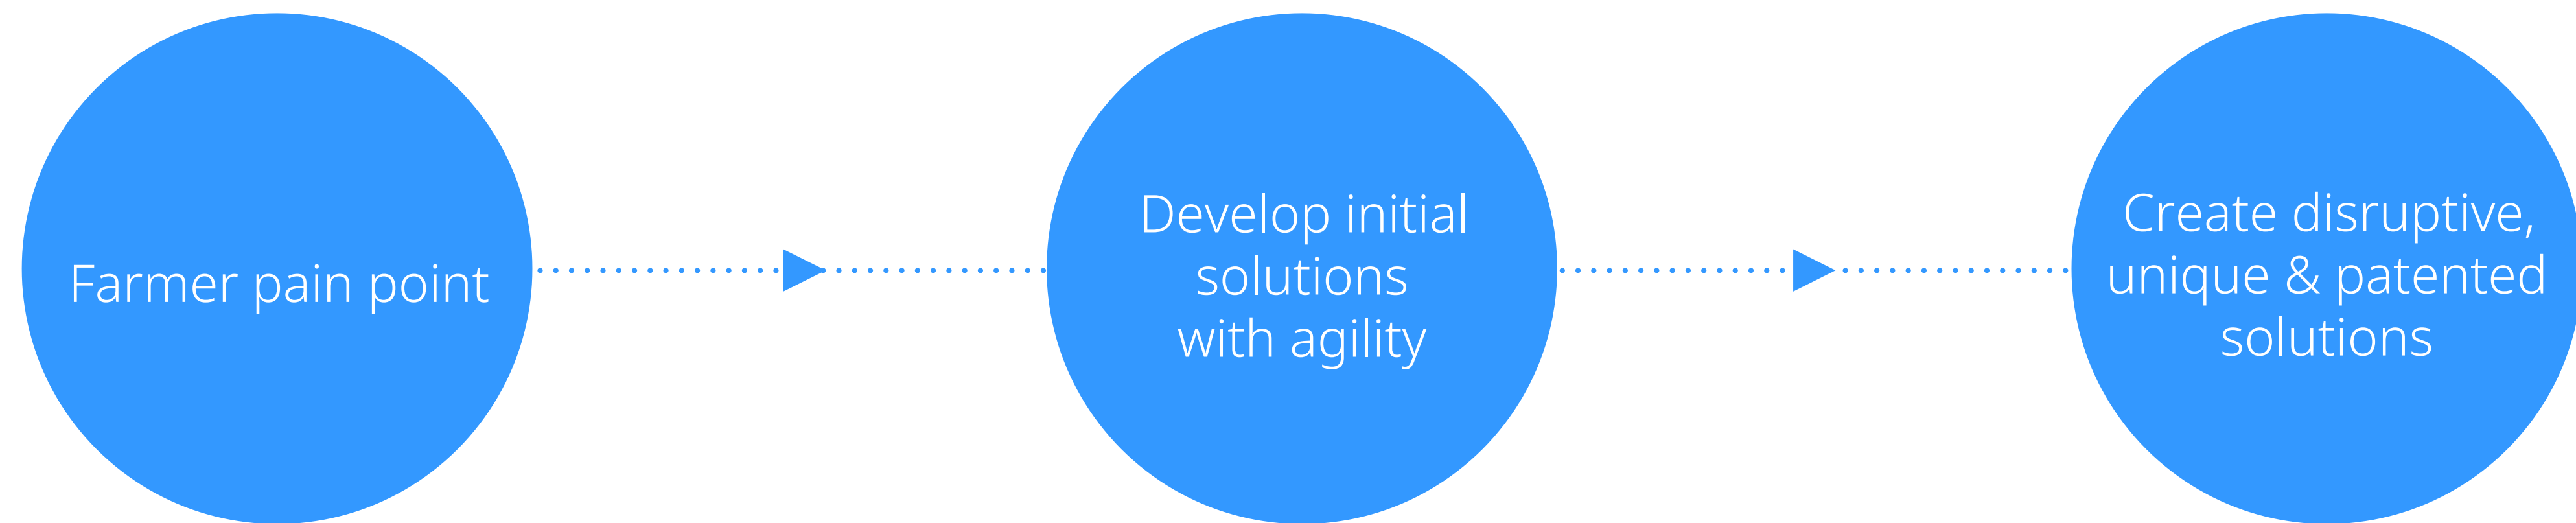 Farmer pain point
Develop initial
solutions
with agility
Create disruptive,
unique & patented
solutions